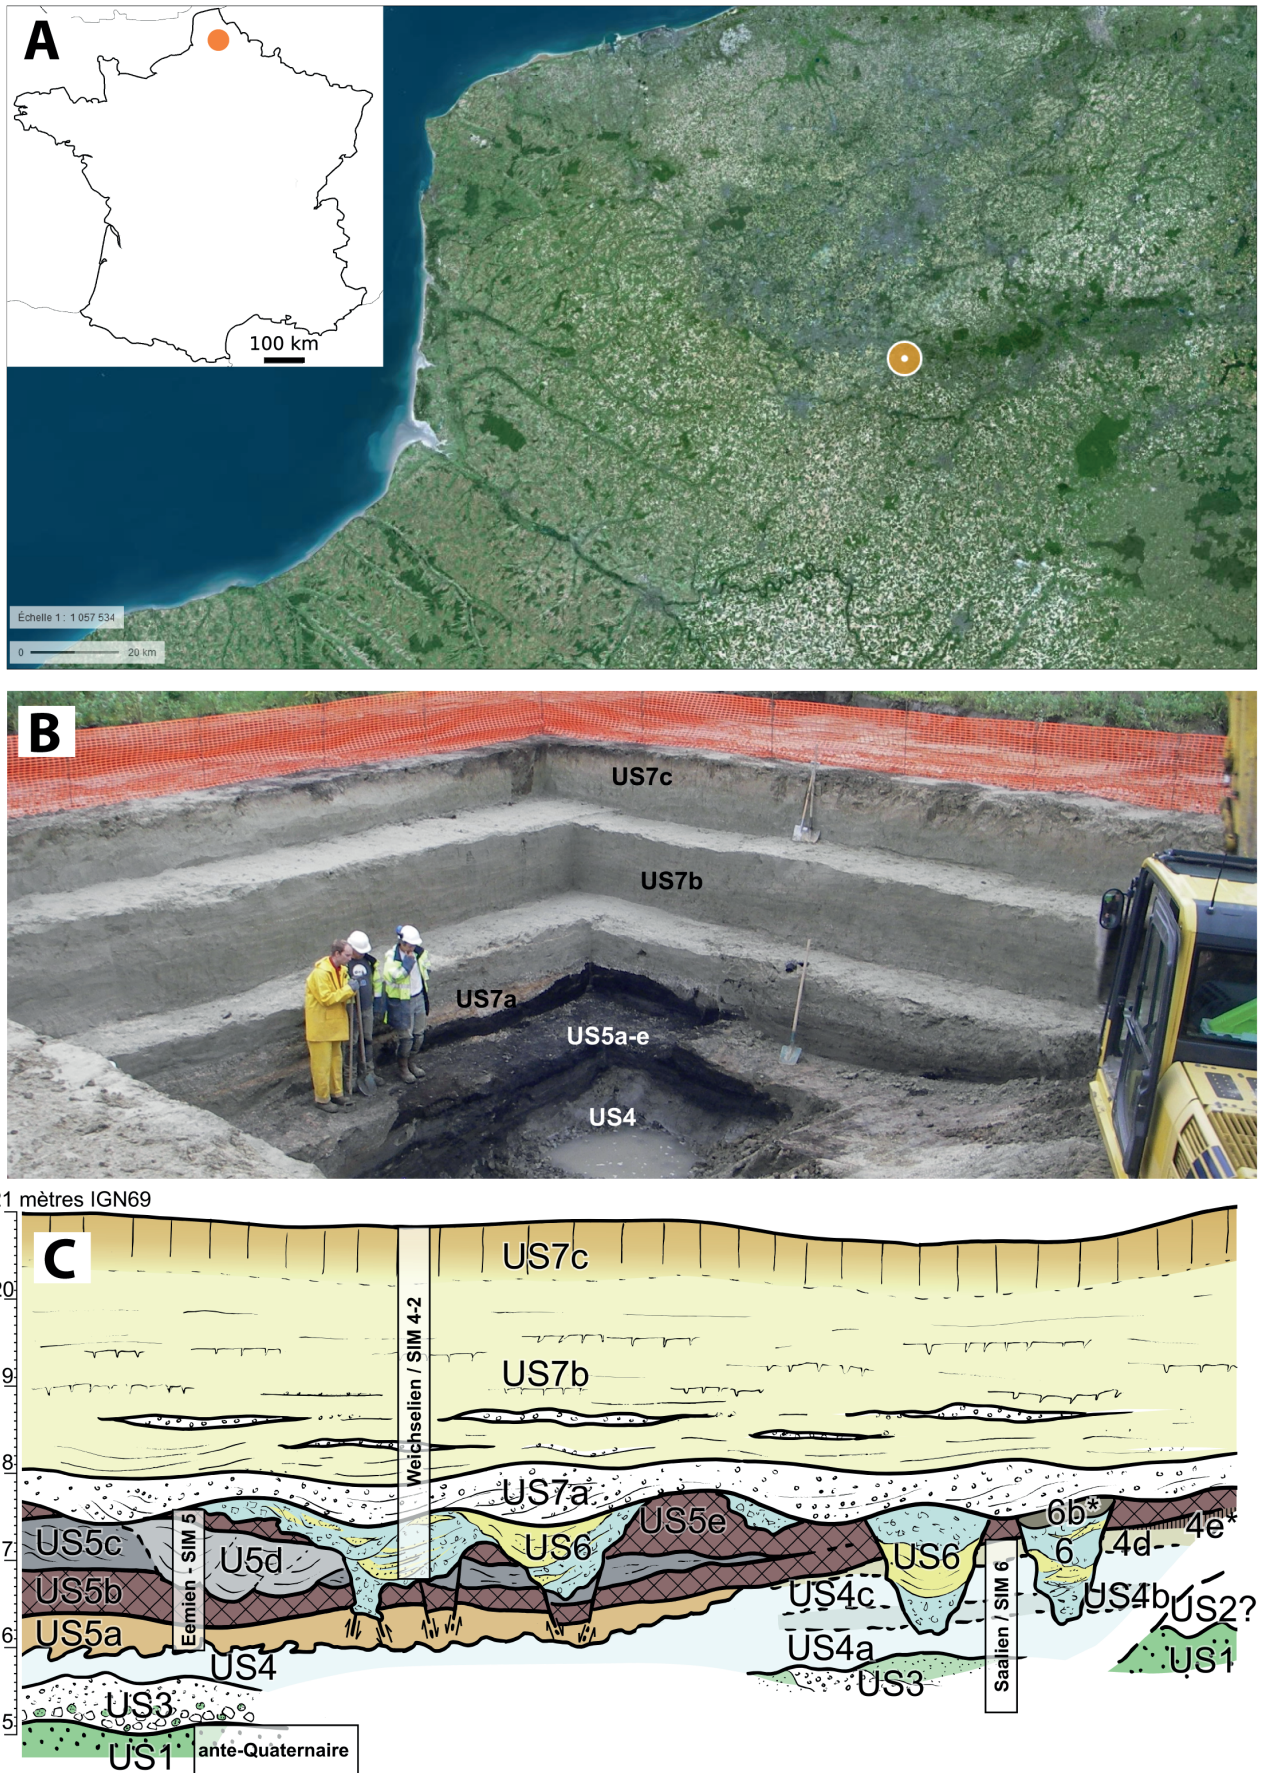 A
100 km
Échelle 1 : 1 057 534
0 20 km
B
US7c
US7b
US7a
US5a-e
US4
21 mètres IGN69
C
US7c
20
Weichselien / SIM 4-2
US7b
9
8
US7a
6b*
US5e
4e*
US5c
Eemien - SIM 5
U5d
US6
US6
6
4d
7
US5b
US4c
US4b
US2?
US5a
6
US4a
US4
Saalien / SIM 6
US1
US3
US3
5
US1
ante-Quaternaire